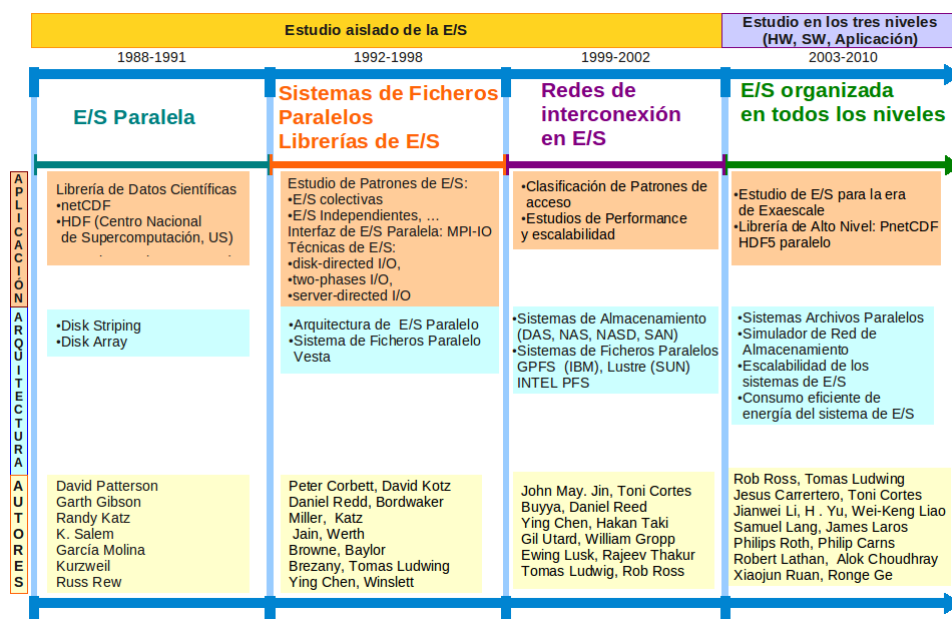 Estudio aislado de la E/S
Estudio en los tres niveles
(HW, SW, Aplicación)
1988-1991
1992-1998
1999-2002
2003-2010
E/S Paralela
Sistemas de Ficheros
Paralelos
Librerías de E/S
Redes de
interconexión
en E/S
E/S organizada
en todos los niveles
APLICACIÓN
Librería de Datos Científicas
•netCDF
•HDF (Centro Nacional
de Supercomputación, US)
Estudio de Patrones de E/S:
•E/S colectivas
•E/S Independientes, …
Interfaz de E/S Paralela: MPI-IO
Técnicas de E/S:
•disk-directed I/O,
•two-phases I/O,
•server-directed I/O
•Clasificación de Patrones de
acceso
•Estudios de Performance
y escalabilidad
•Estudio de E/S para la era
de Exaescale
•Librería de Alto Nivel: PnetCDF
HDF5 paralelo
ARQUITECTURA
•Disk Striping
•Disk Array
•Arquitectura de E/S Paralelo
•Sistema de Ficheros Paralelo
Vesta
•Sistemas de Almacenamiento
(DAS, NAS, NASD, SAN)
•Sistemas de Ficheros Paralelos
GPFS (IBM), Lustre (SUN)
INTEL PFS
•Sistemas Archivos Paralelos
•Simulador de Red de
Almacenamiento
•Escalabilidad de los
sistemas de E/S
•Consumo eficiente de
energía del sistema de E/S
AUTORES
David Patterson
Garth Gibson
Randy Katz
K. Salem
García Molina
Kurzweil
Russ Rew
Peter Corbett, David Kotz
Daniel Redd, Bordwaker
Miller, Katz
Jain, Werth
Browne, Baylor
Brezany, Tomas Ludwing
Ying Chen, Winslett
John May. Jin, Toni Cortes
Buyya, Daniel Reed
Ying Chen, Hakan Taki
Gil Utard, William Gropp
Ewing Lusk, Rajeev Thakur
Tomas Ludwig, Rob Ross
Rob Ross, Tomas Ludwing
Jesus Carrertero, Toni Cortes
Jianwei Li, H . Yu, Wei-Keng Liao
Samuel Lang, James Laros
Philips Roth, Philip Carns
Robert Lathan, Alok Choudhray
Xiaojun Ruan, Ronge Ge